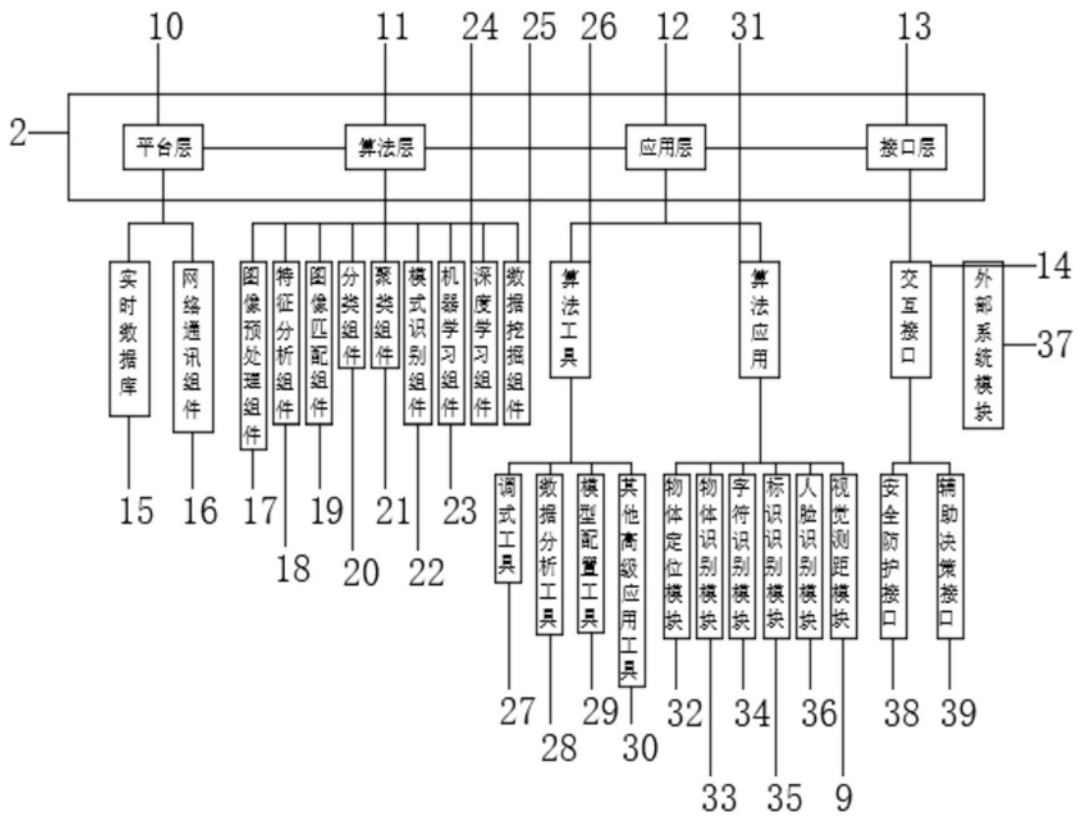 10
11
24
25
26
12
31
13
2
平台层
算法层
应用层
接口层
实时数据库
网络通讯组件
图像预处理组件
特征分析组件
图像匹配组件
分类组件
聚类组件
模式识别组件
机器学习组件
深度学习组件
数据挖掘组件
算法工具
算法应用
交互接口
外部系统模块
14
37
15
16
17
18
19
20
21
22
23
调式工具
数据分析工具
模型配置工具
其他高级应用工具
物体定位模块
物体识别模块
字符识别模块
标识识别模块
人脸识别模块
视觉测距模块
安全防护接口
辅助决策接口
27
28
29
30
32
33
34
35
36
9
38
39